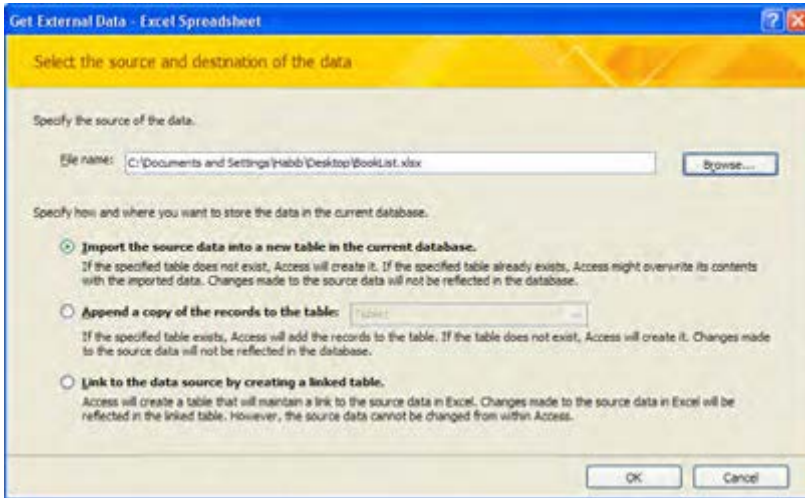 Get External Data - Excel Spreadsheet
Select the source and destination of the data
Specify the source of the data.
File name: C:\Documents and Settings\Habib\Desktop\BookList.xlsx Browse...
Specify how and where you want to store the data in the current database.
Import the source data into a new table in the current database.
If the specified table does not exist, Access will create it. If the specified table already exists, Access might overwrite its contents
with the imported data. Changes made to the source data will not be reflected in the database.
Append a copy of the records to the table:
If the specified table exists, Access will add the records to the table. If the table does not exist, Access will create it. Changes made
to the source data will not be reflected in the database.
Link to the data source by creating a linked table.
Access will create a table that will maintain a link to the source data in Excel. Changes made to the source data in Excel will be
reflected in the linked table. However, the source data cannot be changed from within Access.
OK Cancel